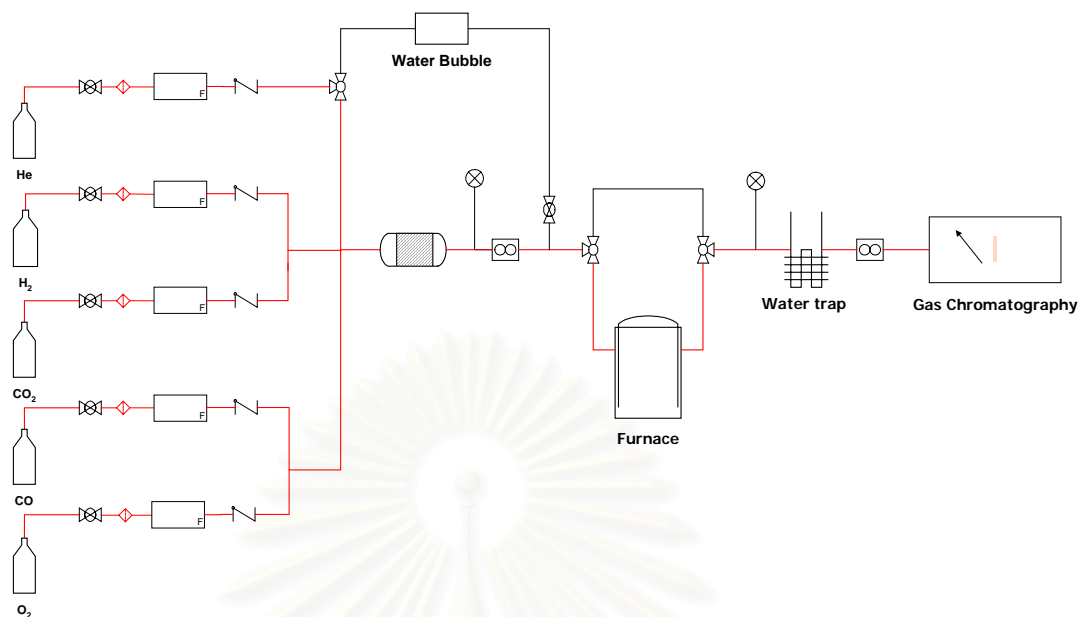 Water Bubble
F
He
F
H₂
F
CO₂
F
CO
F
O₂
Furnace
Water trap
Gas Chromatography